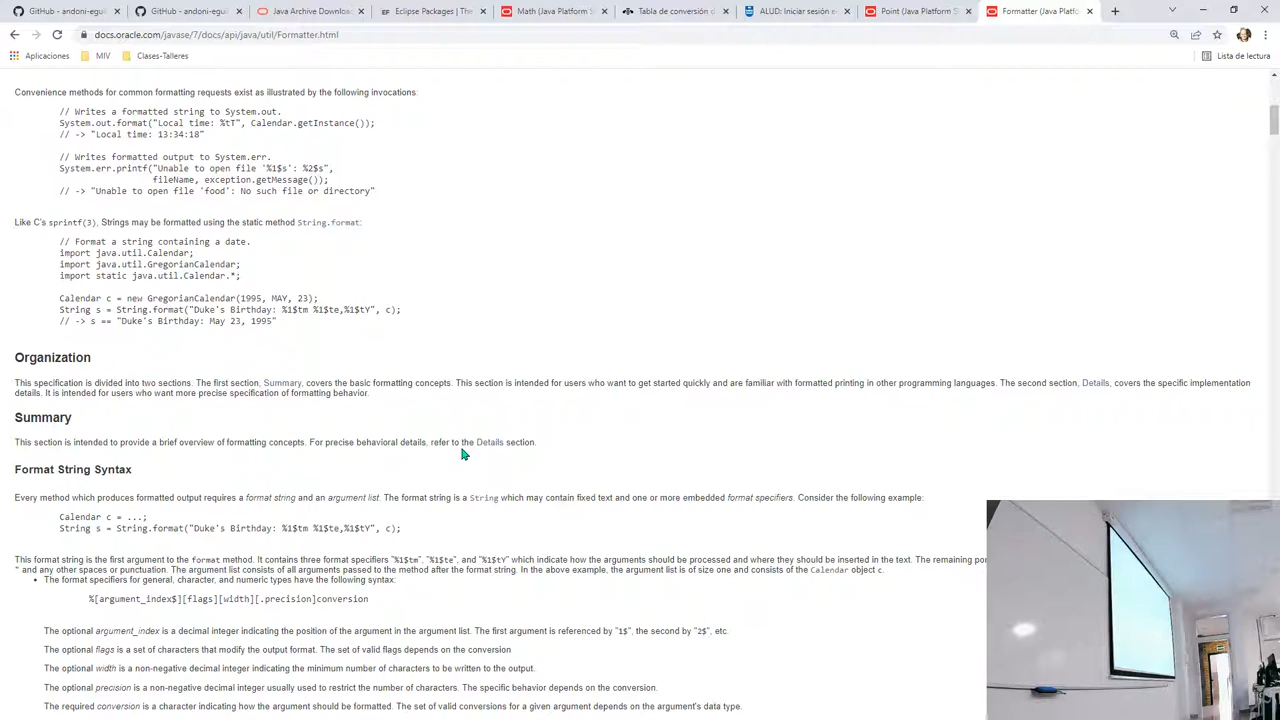 GitHub - andoni-eguil
GitHub - andoni-egui
Java Archive Download
Eclipse Packages | The
Math (Java Platform S
Tabla de conversión d
ALUD: Iniciar sesión e
Point (Java Platform S
Formatter (Java Platfo
docs.oracle.com/javase/7/docs/api/java/util/Formatter.html
Aplicaciones
MIV
Clases-Talleres
Lista de lectura
Convenience methods for common formatting requests exist as illustrated by the following invocations:
// Writes a formatted string to System.out.
System.out.format("Local time: %tT", Calendar.getInstance());
// -> "Local time: 13:34:18"
// Writes formatted output to System.err.
System.err.printf("Unable to open file '%1$s': %2$s",
fileName, exception.getMessage());
// -> "Unable to open file 'food': No such file or directory"
Like C's sprintf(3), Strings may be formatted using the static method String.format:
// Format a string containing a date.
import java.util.Calendar;
import java.util.GregorianCalendar;
import static java.util.Calendar.*;
Calendar c = new GregorianCalendar(1995, MAY, 23);
String s = String.format("Duke's Birthday: %1$tm %1$te,%1$tY", c);
// -> s == "Duke's Birthday: May 23, 1995"
Organization
This specification is divided into two sections. The first section, Summary, covers the basic formatting concepts. This section is intended for users who want to get started quickly and are familiar with formatted printing in other programming languages. The second section, Details, covers the specific implementation
details. It is intended for users who want more precise specification of formatting behavior.
Summary
This section is intended to provide a brief overview of formatting concepts. For precise behavioral details, refer to the Details section.
Format String Syntax
Every method which produces formatted output requires a format string and an argument list. The format string is a String which may contain fixed text and one or more embedded format specifiers. Consider the following example:
Calendar c = ...;
String s = String.format("Duke's Birthday: %1$tm %1$te,%1$tY", c);
This format string is the first argument to the format method. It contains three format specifiers "%1$tm", "%1$te", and "%1$tY" which indicate how the arguments should be processed and where they should be inserted in the text. The remaining por
" and any other spaces or punctuation. The argument list consists of all arguments passed to the method after the format string. In the above example, the argument list is of size one and consists of the Calendar object c.
• The format specifiers for general, character, and numeric types have the following syntax:
%[argument_index$][flags][width][.precision]conversion
The optional argument_index is a decimal integer indicating the position of the argument in the argument list. The first argument is referenced by "1$", the second by "2$", etc.
The optional flags is a set of characters that modify the output format. The set of valid flags depends on the conversion.
The optional width is a non-negative decimal integer indicating the minimum number of characters to be written to the output.
The optional precision is a non-negative decimal integer usually used to restrict the number of characters. The specific behavior depends on the conversion.
The required conversion is a character indicating how the argument should be formatted. The set of valid conversions for a given argument depends on the argument's data type.